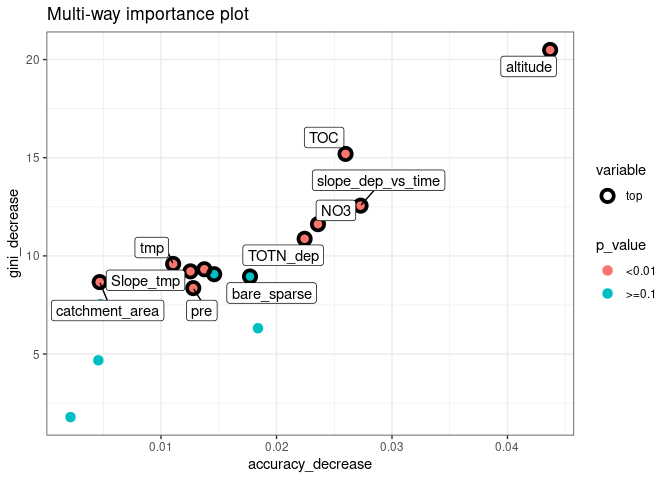 Multi-way importance plot
20
15
10
5
gini_decrease
altitude
TOC
slope_dep_vs_time
NO3
TOTN_dep
tmp
Slope_tmp
bare_sparse
catchment_area
pre
0.01
0.02
0.03
0.04
accuracy_decrease
variable
top
p_value
<0.01
>=0.1